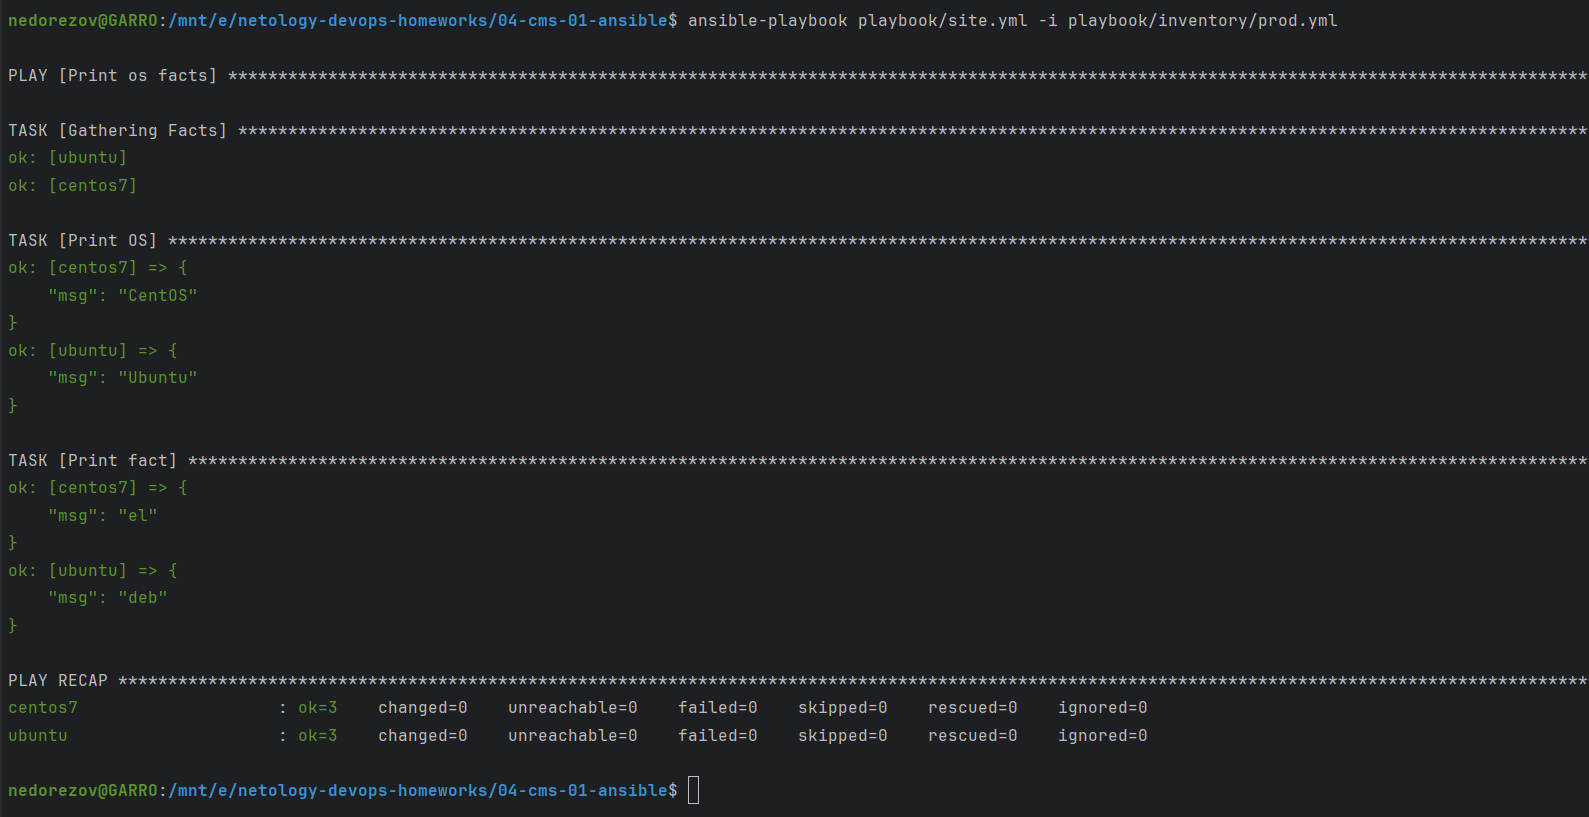 nedorezov@GARRO:/mnt/e/netology-devops-homeworks/04-cms-01-ansible$ ansible-playbook playbook/site.yml -i playbook/inventory/prod.yml
PLAY [Print os facts] ****************************************************************************************************************************************
TASK [Gathering Facts] ***************************************************************************************************************************************
ok: [ubuntu]
ok: [centos7]
TASK [Print OS] **********************************************************************************************************************************************
ok: [centos7] => {
    "msg": "CentOS"
}
ok: [ubuntu] => {
    "msg": "Ubuntu"
}
TASK [Print fact] ********************************************************************************************************************************************
ok: [centos7] => {
    "msg": "el"
}
ok: [ubuntu] => {
    "msg": "deb"
}
PLAY RECAP ***************************************************************************************************************************************************
centos7                    : ok=3    changed=0    unreachable=0    failed=0    skipped=0    rescued=0    ignored=0
ubuntu                     : ok=3    changed=0    unreachable=0    failed=0    skipped=0    rescued=0    ignored=0
nedorezov@GARRO:/mnt/e/netology-devops-homeworks/04-cms-01-ansible$